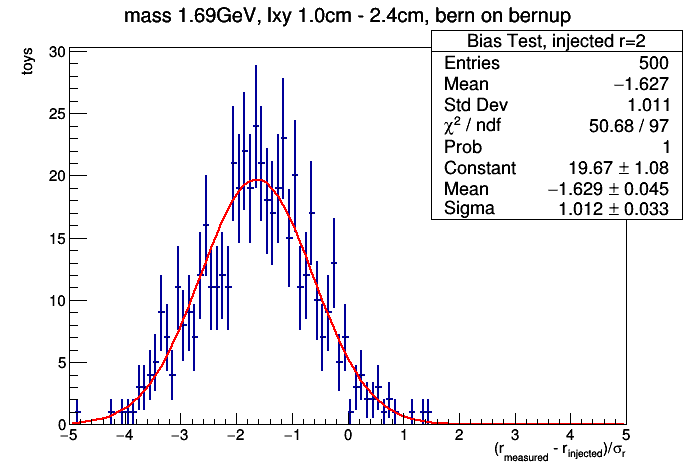 mass 1.69GeV, lxy 1.0cm - 2.4cm, bern on bernup
Bias Test, injected r=2
Entries 500
Mean −1.627
Std Dev 1.011
χ² / ndf 50.68 / 97
Prob 1
Constant 19.67 ± 1.08
Mean −1.629 ± 0.045
Sigma 1.012 ± 0.033
toys
30
25
20
15
10
5
0
−5 −4 −3 −2 −1 0 1 2 3 4 5
(r_measured - r_injected)/σ_r